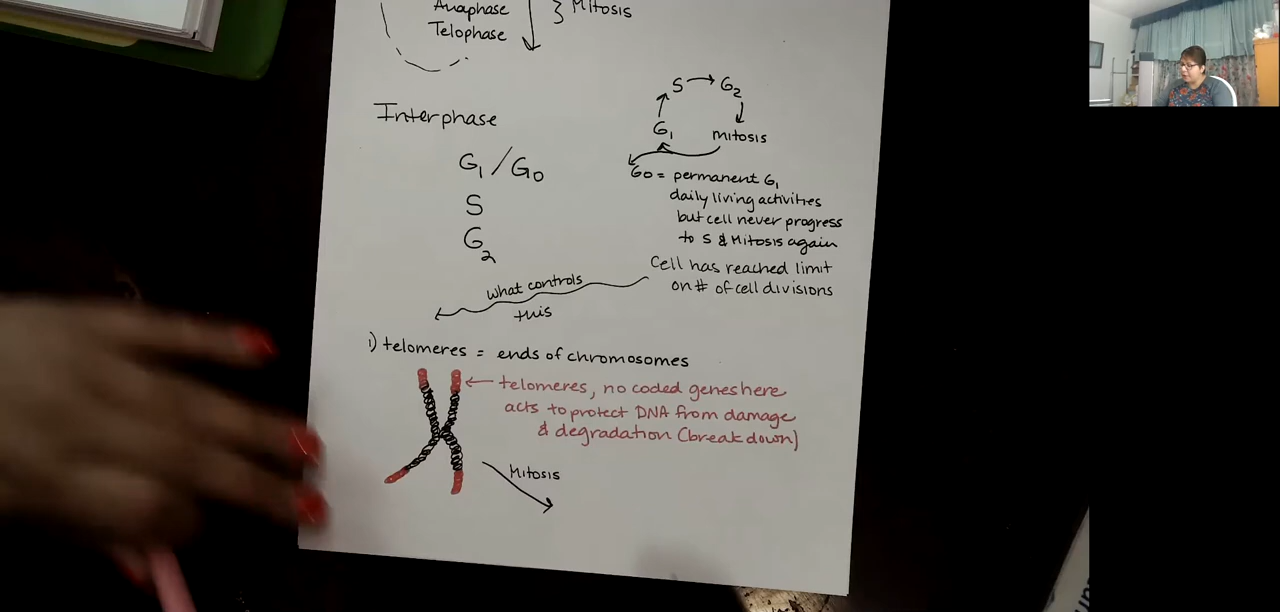 Anaphase
Telophase
} Mitosis
Interphase
G1/G0
S
G2
S → G2
G1
mitosis
G0 = permanent G1
daily living activities
but cell never progress
to S & Mitosis again
Cell has reached limit
on # of cell divisions
what controls
this
1) telomeres = ends of chromosomes
← telomeres, no coded genes here
acts to protect DNA from damage
& degradation (break down)
Mitosis